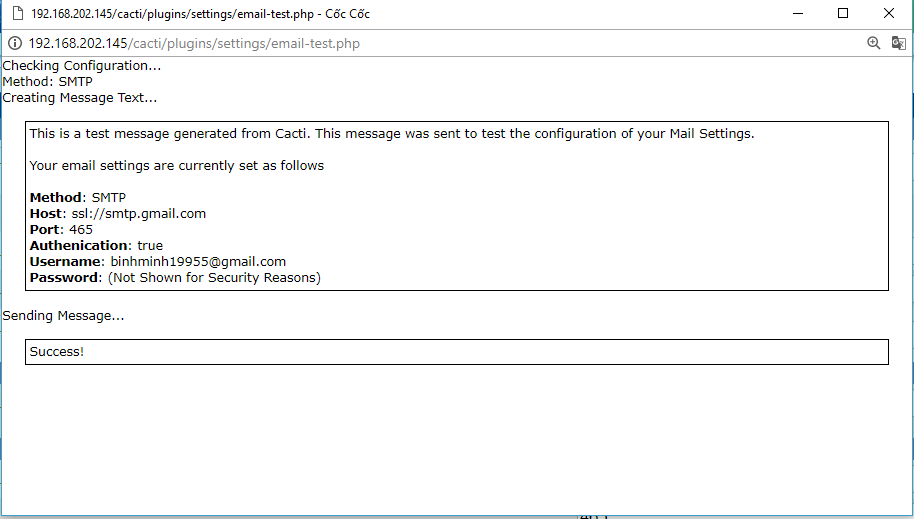 192.168.202.145/cacti/plugins/settings/email-test.php - Cốc Cốc
192.168.202.145/cacti/plugins/settings/email-test.php
Checking Configuration...
Method: SMTP
Creating Message Text...
This is a test message generated from Cacti. This message was sent to test the configuration of your Mail Settings.
Your email settings are currently set as follows
Method: SMTP
Host: ssl://smtp.gmail.com
Port: 465
Authenication: true
Username: binhminh19955@gmail.com
Password: (Not Shown for Security Reasons)
Sending Message...
Success!